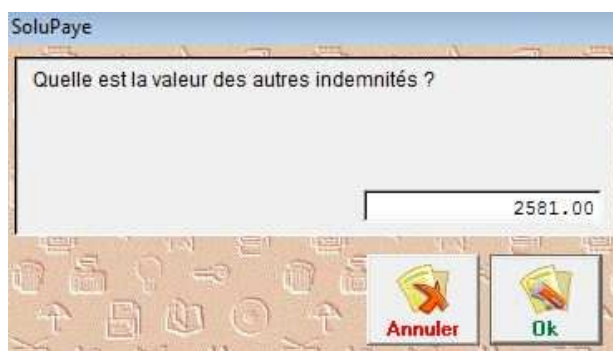 SoluPaye
Quelle est la valeur des autres indemnités ?
2581.00
Annuler
Ok